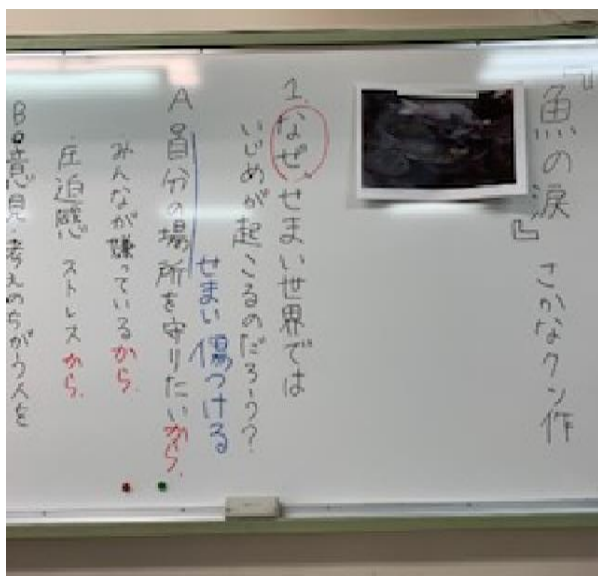 『魚の涙』 さかなクン作
1. なぜ、せまい世界では
いじめが起こるのだろう?
せまい 傷つける
A 自分の場所を守りたいから。
みんなが嫌っているから。
圧迫感 ストレスから。
B 意見・考えのちがう人を